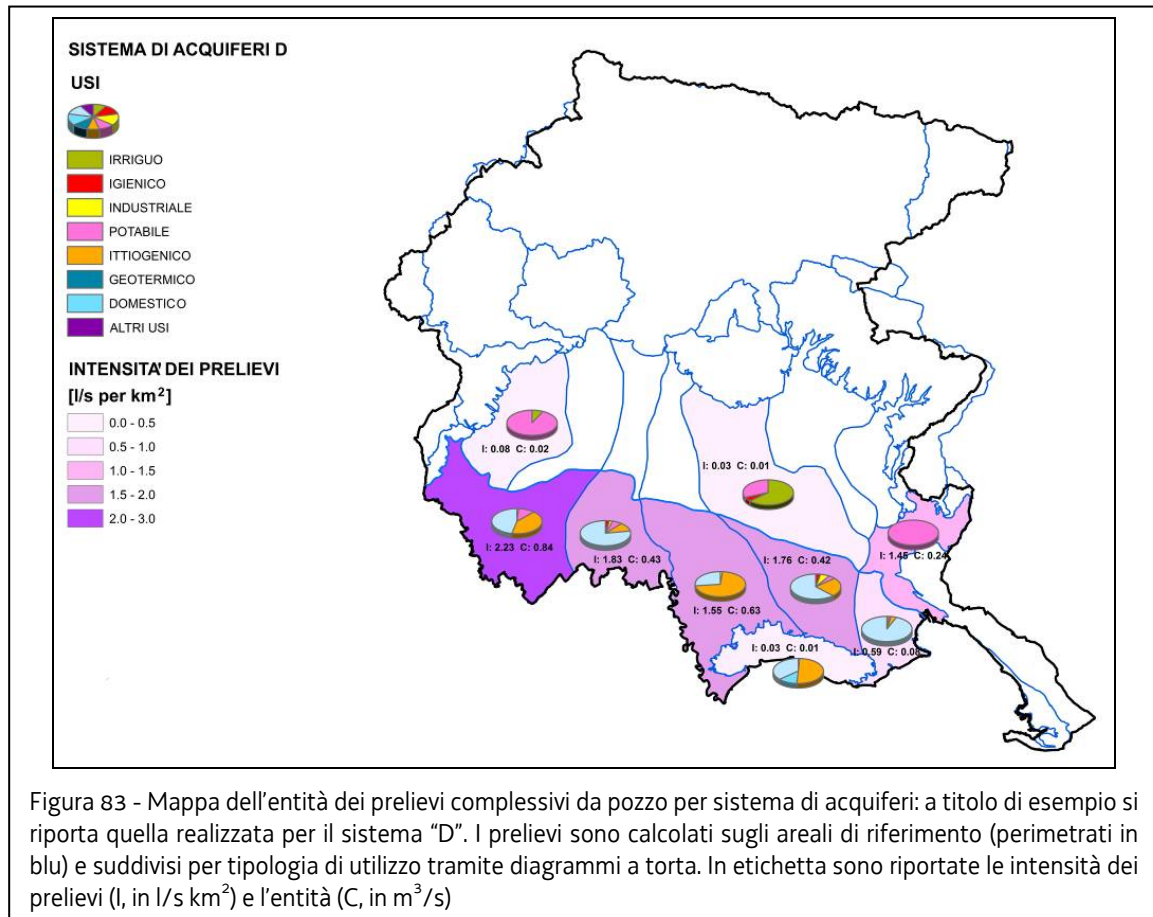 SISTEMA DI ACQUIFERI D
USI
IRRIGUO
IGIENICO
INDUSTRIALE
POTABILE
ITTIOGENICO
GEOTERMICO
DOMESTICO
ALTRI USI
INTENSITA' DEI PRELIEVI
[l/s per km²]
0.0 - 0.5
0.5 - 1.0
1.0 - 1.5
1.5 - 2.0
2.0 - 3.0
I: 0.08 C: 0.02
I: 0.03 C: 0.01
I: 2.23 C: 0.84
I: 1.83 C: 0.43
I: 1.76 C: 0.42
I: 1.45 C: 0.24
I: 1.55 C: 0.63
I: 0.03 C: 0.01
I: 0.59 C: 0.08
Figura 83 - Mappa dell'entità dei prelievi complessivi da pozzo per sistema di acquiferi: a titolo di esempio si
riporta quella realizzata per il sistema "D". I prelievi sono calcolati sugli areali di riferimento (perimetrati in
blu) e suddivisi per tipologia di utilizzo tramite diagrammi a torta. In etichetta sono riportate le intensità dei
prelievi (I, in l/s km²) e l'entità (C, in m³/s)